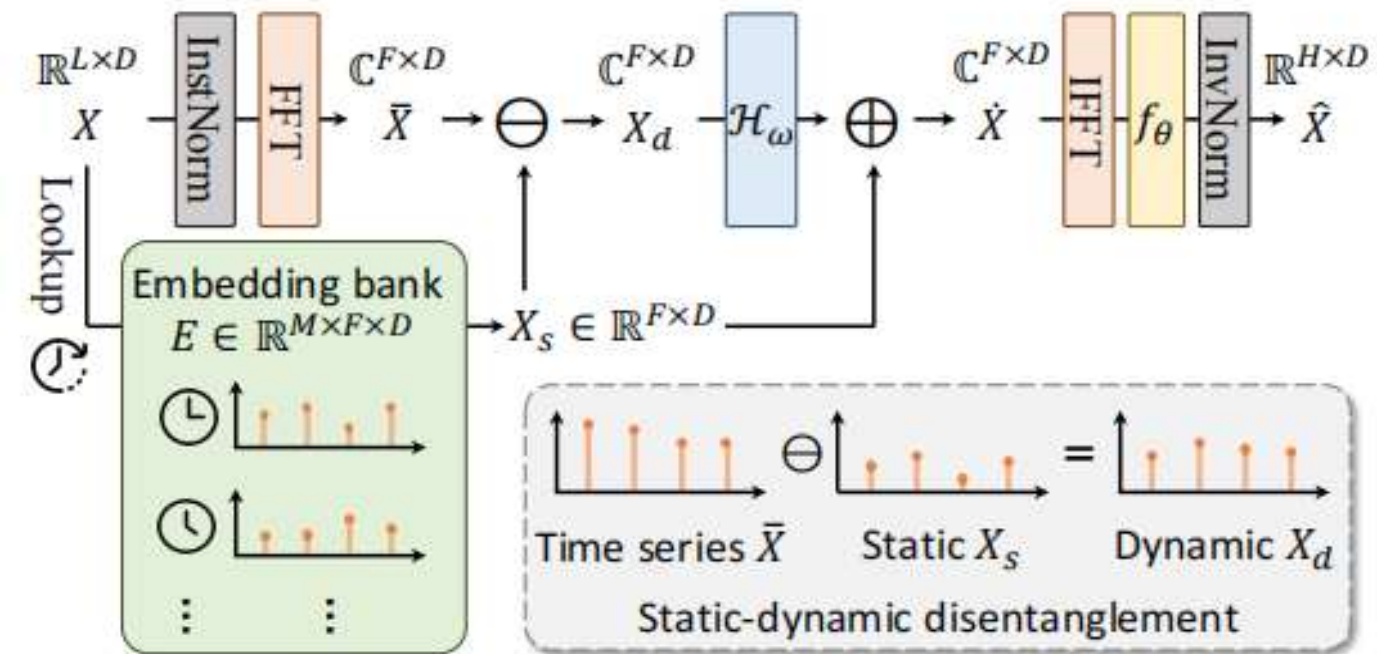 ℝ^{L×D} ℂ^{F×D} ℂ^{F×D} ℂ^{F×D} ℝ^{H×D}
X InstNorm FFT X̄ ⊖ X_d ℋ_ω ⊕ Ẋ IFFT f_θ InvNorm X̂
Lookup
Embedding bank
E ∈ ℝ^{M×F×D}
X_s ∈ ℝ^{F×D}
⊖ =
Time series X̄ Static X_s Dynamic X_d
Static-dynamic disentanglement
⋮ ⋮